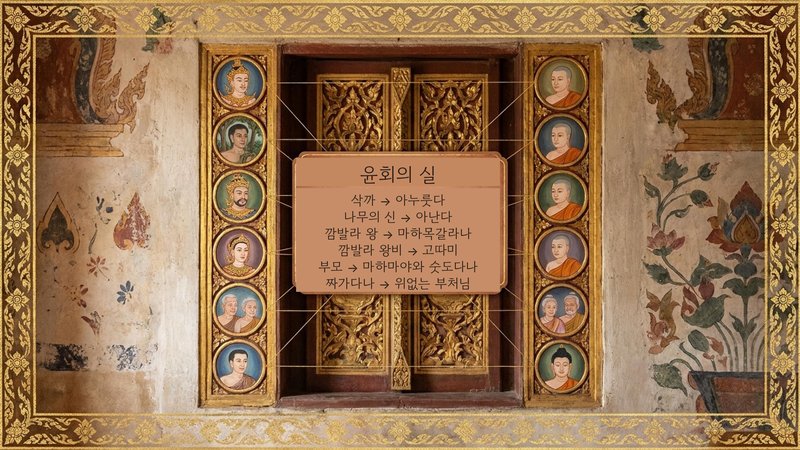 윤회의 실
삭까 → 아누룻다
나무의 신 → 아난다
깜발라 왕 → 마하목갈라나
깜발라 왕비 → 고따미
부모 → 마하마야와 숫도다나
짜가다나 → 위없는 부처님